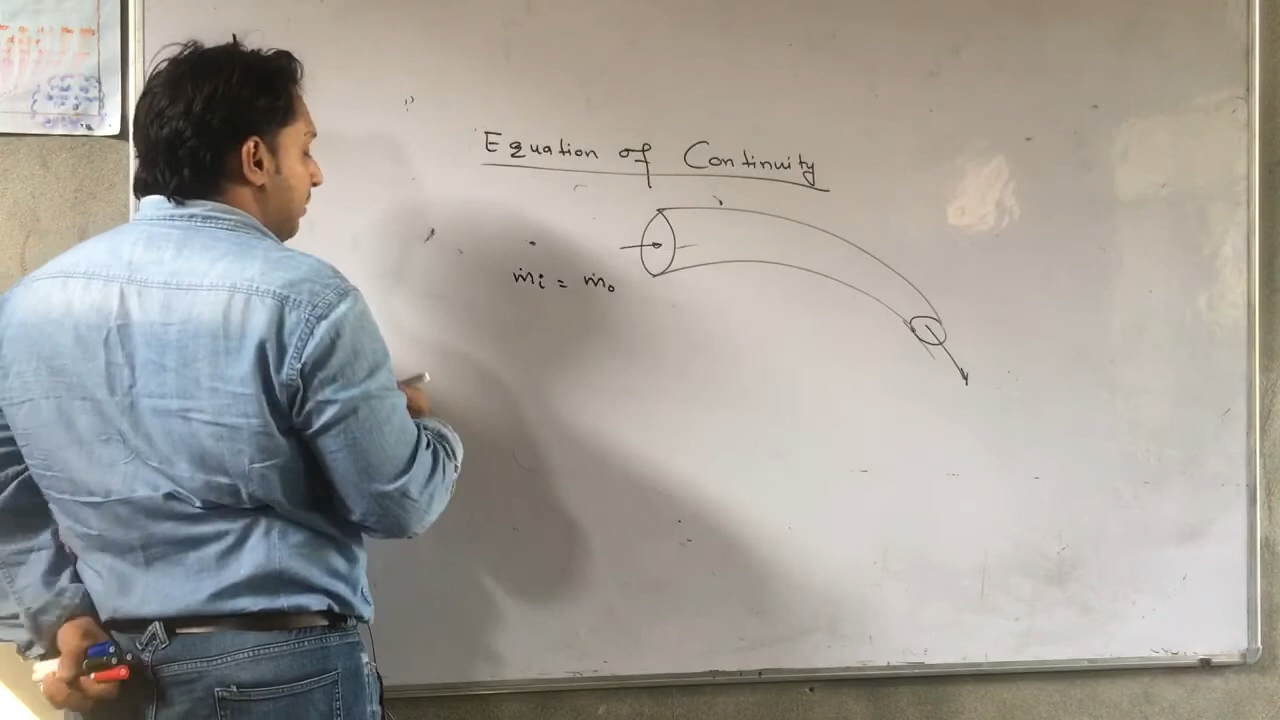 Equation of Continuity
ṁi = ṁo